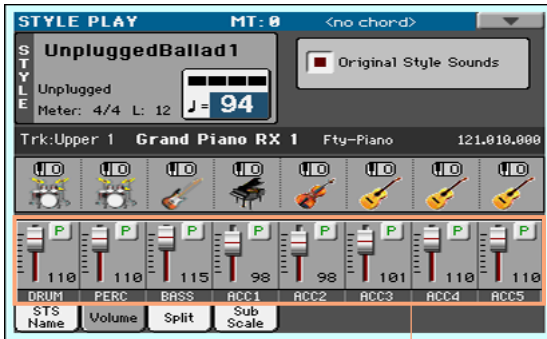 STYLE PLAY MT: 0 <no chord>
STYLE
UnpluggedBallad1
Original Style Sounds
Unplugged
Meter: 4/4 L: 12 ♩= 94
Trk:Upper 1 Grand Piano RX 1 Fty-Piano 121.010.000
P P P P P P P P
110 110 115 98 98 101 110 110
DRUM PERC BASS ACC1 ACC2 ACC3 ACC4 ACC5
STS Name Volume Split Sub Scale